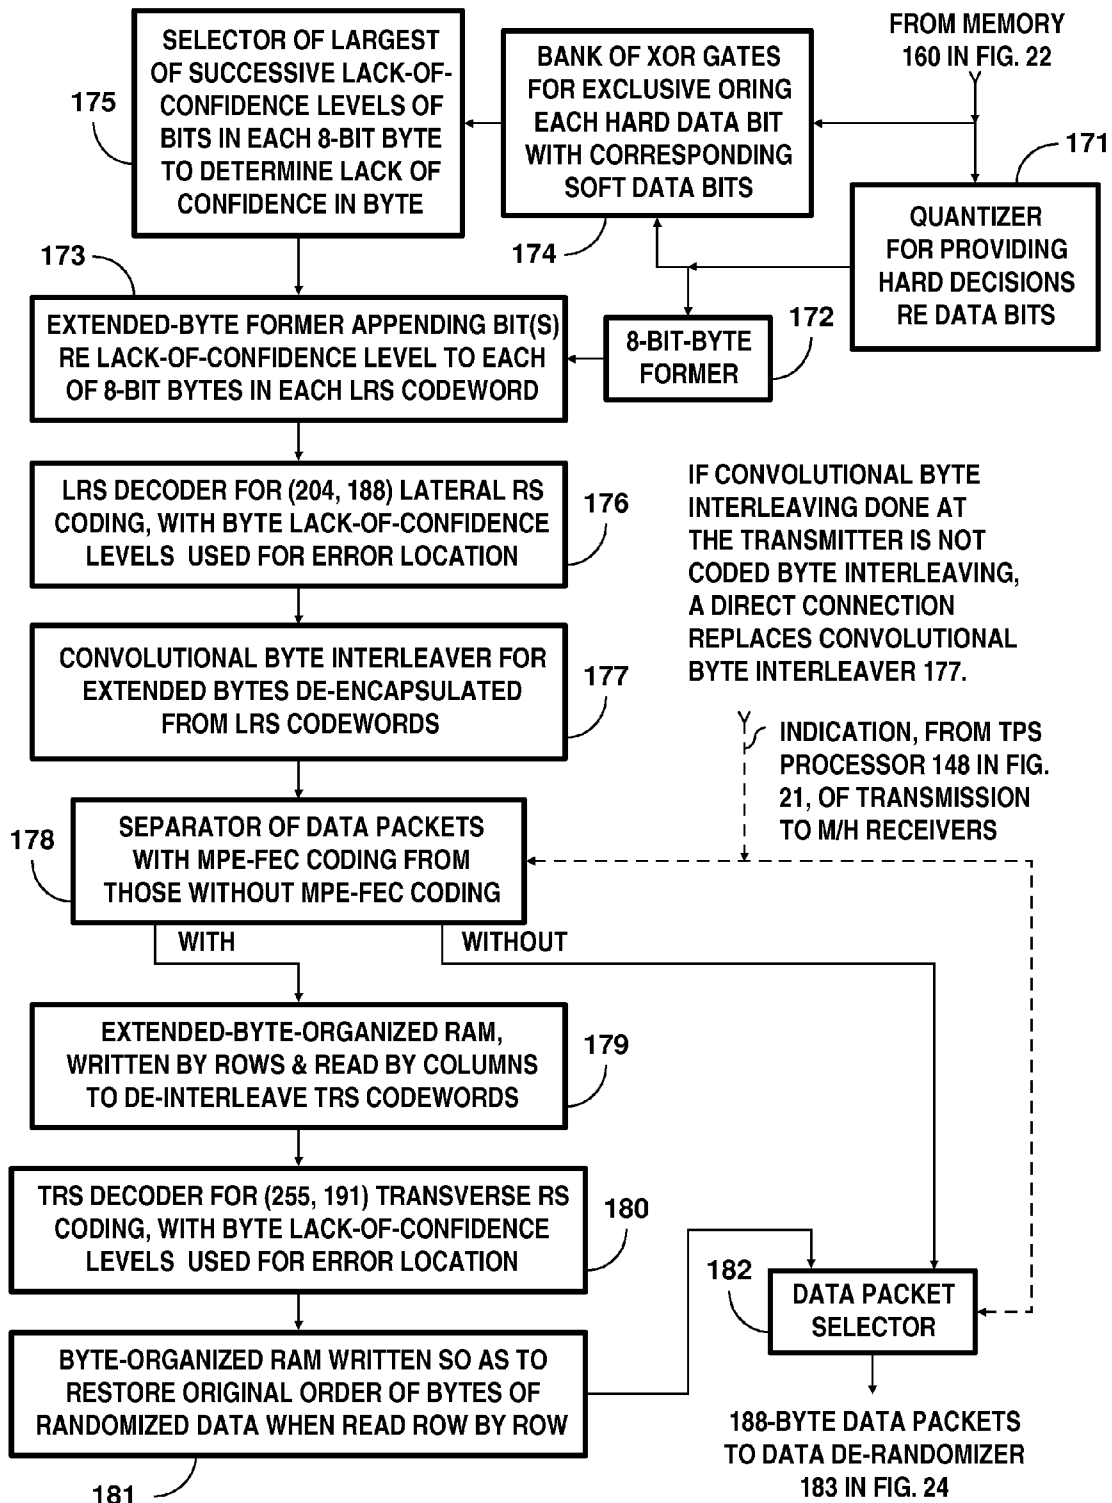 SELECTOR OF LARGEST
OF SUCCESSIVE LACK-OF-
CONFIDENCE LEVELS OF
BITS IN EACH 8-BIT BYTE
TO DETERMINE LACK OF
CONFIDENCE IN BYTE
175
BANK OF XOR GATES
FOR EXCLUSIVE ORING
EACH HARD DATA BIT
WITH CORRESPONDING
SOFT DATA BITS
174
FROM MEMORY
160 IN FIG. 22
171
QUANTIZER
FOR PROVIDING
HARD DECISIONS
RE DATA BITS
173
EXTENDED-BYTE FORMER APPENDING BIT(S)
RE LACK-OF-CONFIDENCE LEVEL TO EACH
OF 8-BIT BYTES IN EACH LRS CODEWORD
8-BIT-BYTE
FORMER
172
LRS DECODER FOR (204, 188) LATERAL RS
CODING, WITH BYTE LACK-OF-CONFIDENCE
LEVELS USED FOR ERROR LOCATION
176
IF CONVOLUTIONAL BYTE
INTERLEAVING DONE AT
THE TRANSMITTER IS NOT
CODED BYTE INTERLEAVING,
A DIRECT CONNECTION
REPLACES CONVOLUTIONAL
BYTE INTERLEAVER 177.
CONVOLUTIONAL BYTE INTERLEAVER FOR
EXTENDED BYTES DE-ENCAPSULATED
FROM LRS CODEWORDS
177
INDICATION, FROM TPS
PROCESSOR 148 IN FIG.
21, OF TRANSMISSION
TO M/H RECEIVERS
178
SEPARATOR OF DATA PACKETS
WITH MPE-FEC CODING FROM
THOSE WITHOUT MPE-FEC CODING
WITH
WITHOUT
EXTENDED-BYTE-ORGANIZED RAM,
WRITTEN BY ROWS & READ BY COLUMNS
TO DE-INTERLEAVE TRS CODEWORDS
179
TRS DECODER FOR (255, 191) TRANSVERSE RS
CODING, WITH BYTE LACK-OF-CONFIDENCE
LEVELS USED FOR ERROR LOCATION
180
182
DATA PACKET
SELECTOR
BYTE-ORGANIZED RAM WRITTEN SO AS TO
RESTORE ORIGINAL ORDER OF BYTES OF
RANDOMIZED DATA WHEN READ ROW BY ROW
181
188-BYTE DATA PACKETS
TO DATA DE-RANDOMIZER
183 IN FIG. 24